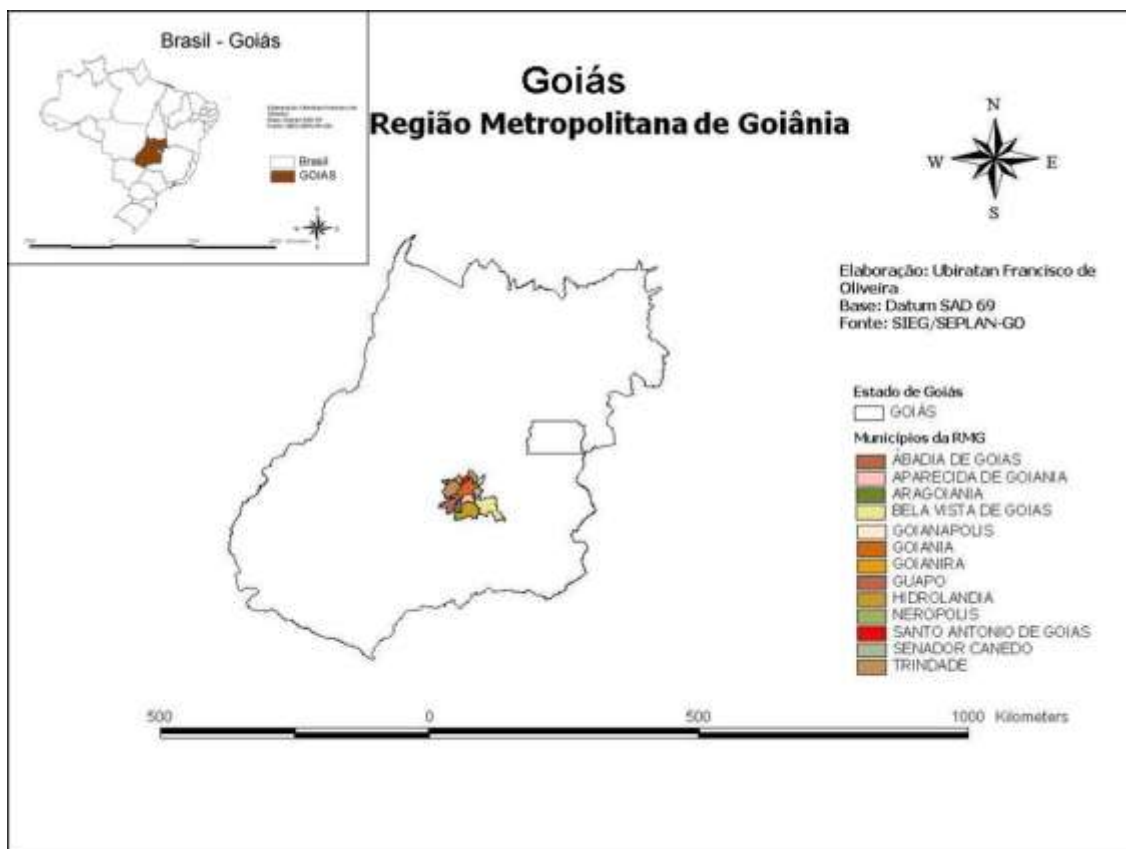 Brasil - Goiás
Brasil
GOIAS
Goiás
Região Metropolitana de Goiânia
N
W
E
S
Elaboração: Ubiratan Francisco de
Oliveira
Base: Datum SAD 69
Fonte: SIEG/SEPLAN-GO
Estado de Goiás
GOIÁS
Municípios da RMG
ABADIA DE GOIAS
APARECIDA DE GOIANIA
ARAGOIANIA
BELA VISTA DE GOIAS
GOIANAPOLIS
GOIANIA
GOIANIRA
GUAPO
HIDROLANDIA
NEROPOLIS
SANTO ANTONIO DE GOIAS
SENADOR CANEDO
TRINDADE
500
0
500
1000 Kilometers